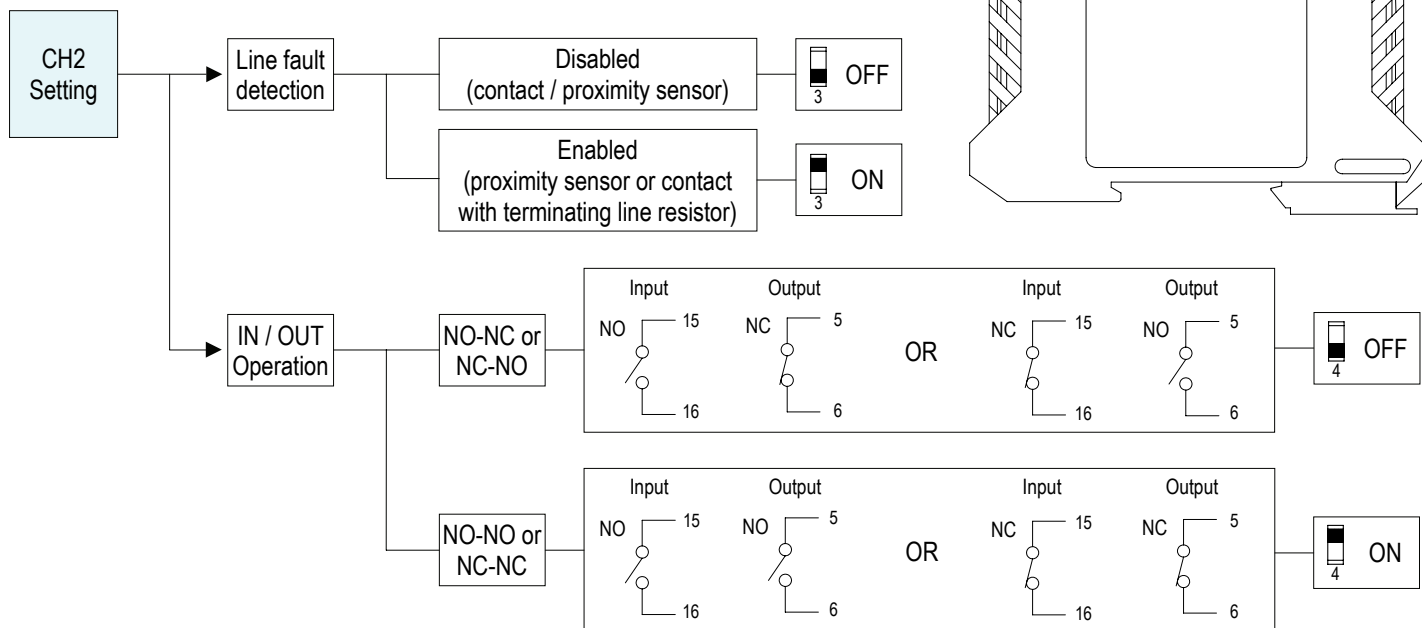 CH2
Setting
Line fault
detection
Disabled
(contact / proximity sensor)
3
OFF
Enabled
(proximity sensor or contact
with terminating line resistor)
3
ON
IN / OUT
Operation
NO-NC or
NC-NO
Input
Output
Input
Output
NO
15
NC
5
OR
NC
15
NO
5
16
6
16
6
4
OFF
NO-NO or
NC-NC
Input
Output
Input
Output
NO
15
NO
5
OR
NC
15
NC
5
16
6
16
6
4
ON